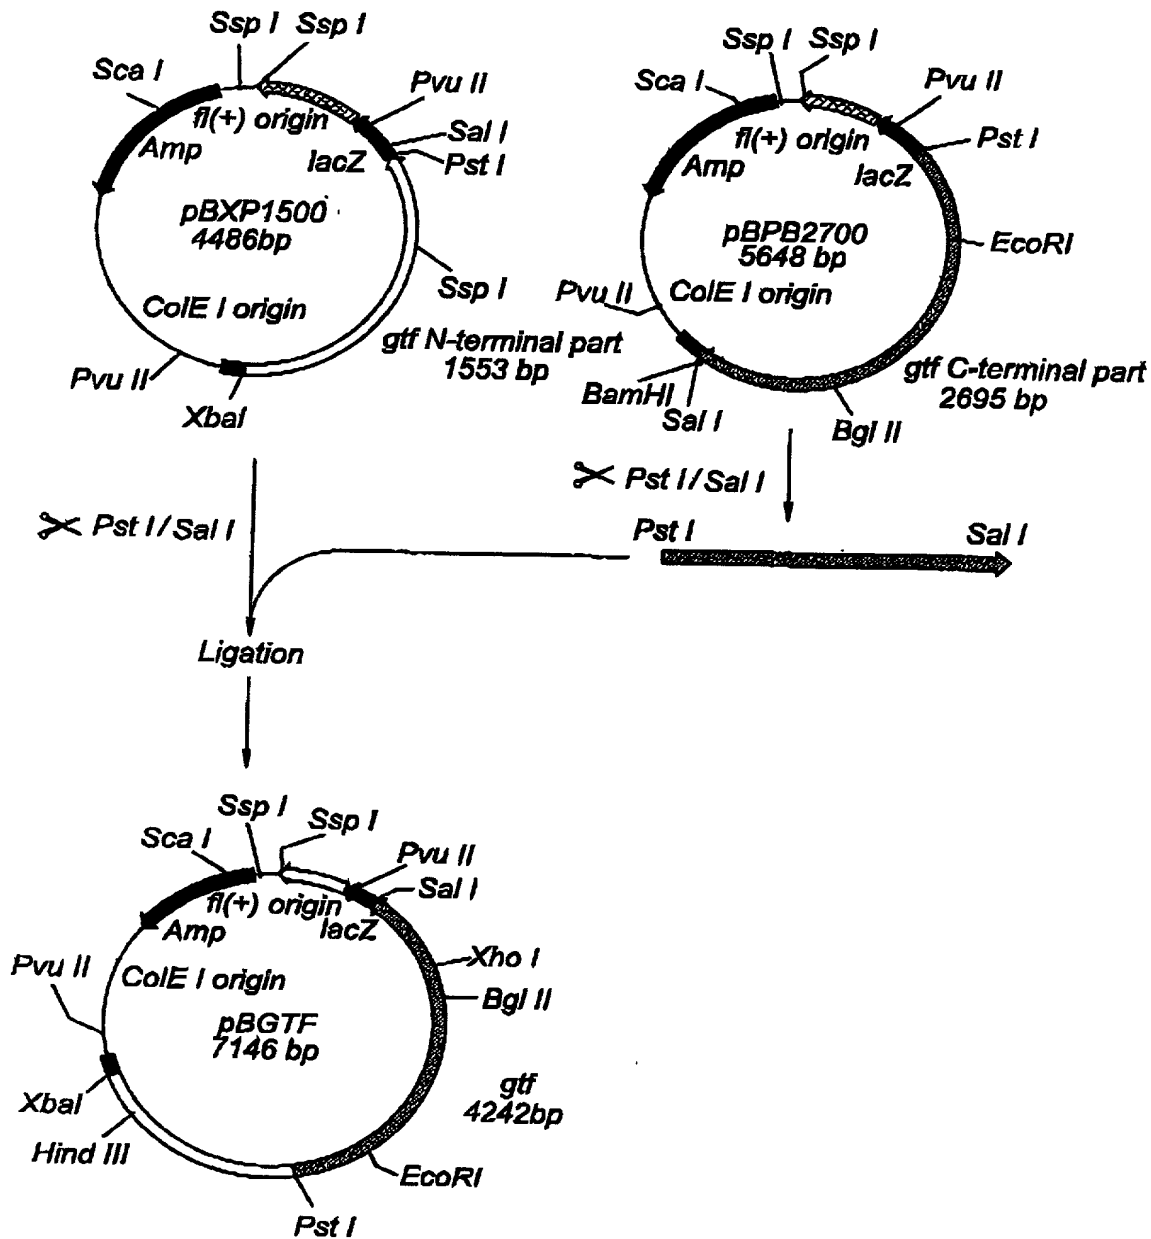 Ssp I
Ssp I
Sca I
Pvu II
Sal I
Pst I
fl(+) origin
Amp
lacZ
pBXP1500
4486bp
Ssp I
ColE I origin
gtf N-terminal part
1553 bp
Pvu II
XbaI
Ssp I
Ssp I
Sca I
Pvu II
Pst I
fl(+) origin
Amp
lacZ
pBPB2700
5648 bp
EcoRI
Pvu II
ColE I origin
gtf C-terminal part
2695 bp
BamHI
Sal I
Bgl II
Pst I / Sal I
Pst I / Sal I
Pst I
Sal I
Ligation
Ssp I
Ssp I
Sca I
Pvu II
Sal I
fl(+) origin
Amp
lacZ
Xho I
Pvu II
ColE I origin
Bgl II
pBGTF
7146 bp
gtf
4242bp
XbaI
Hind III
EcoRI
Pst I